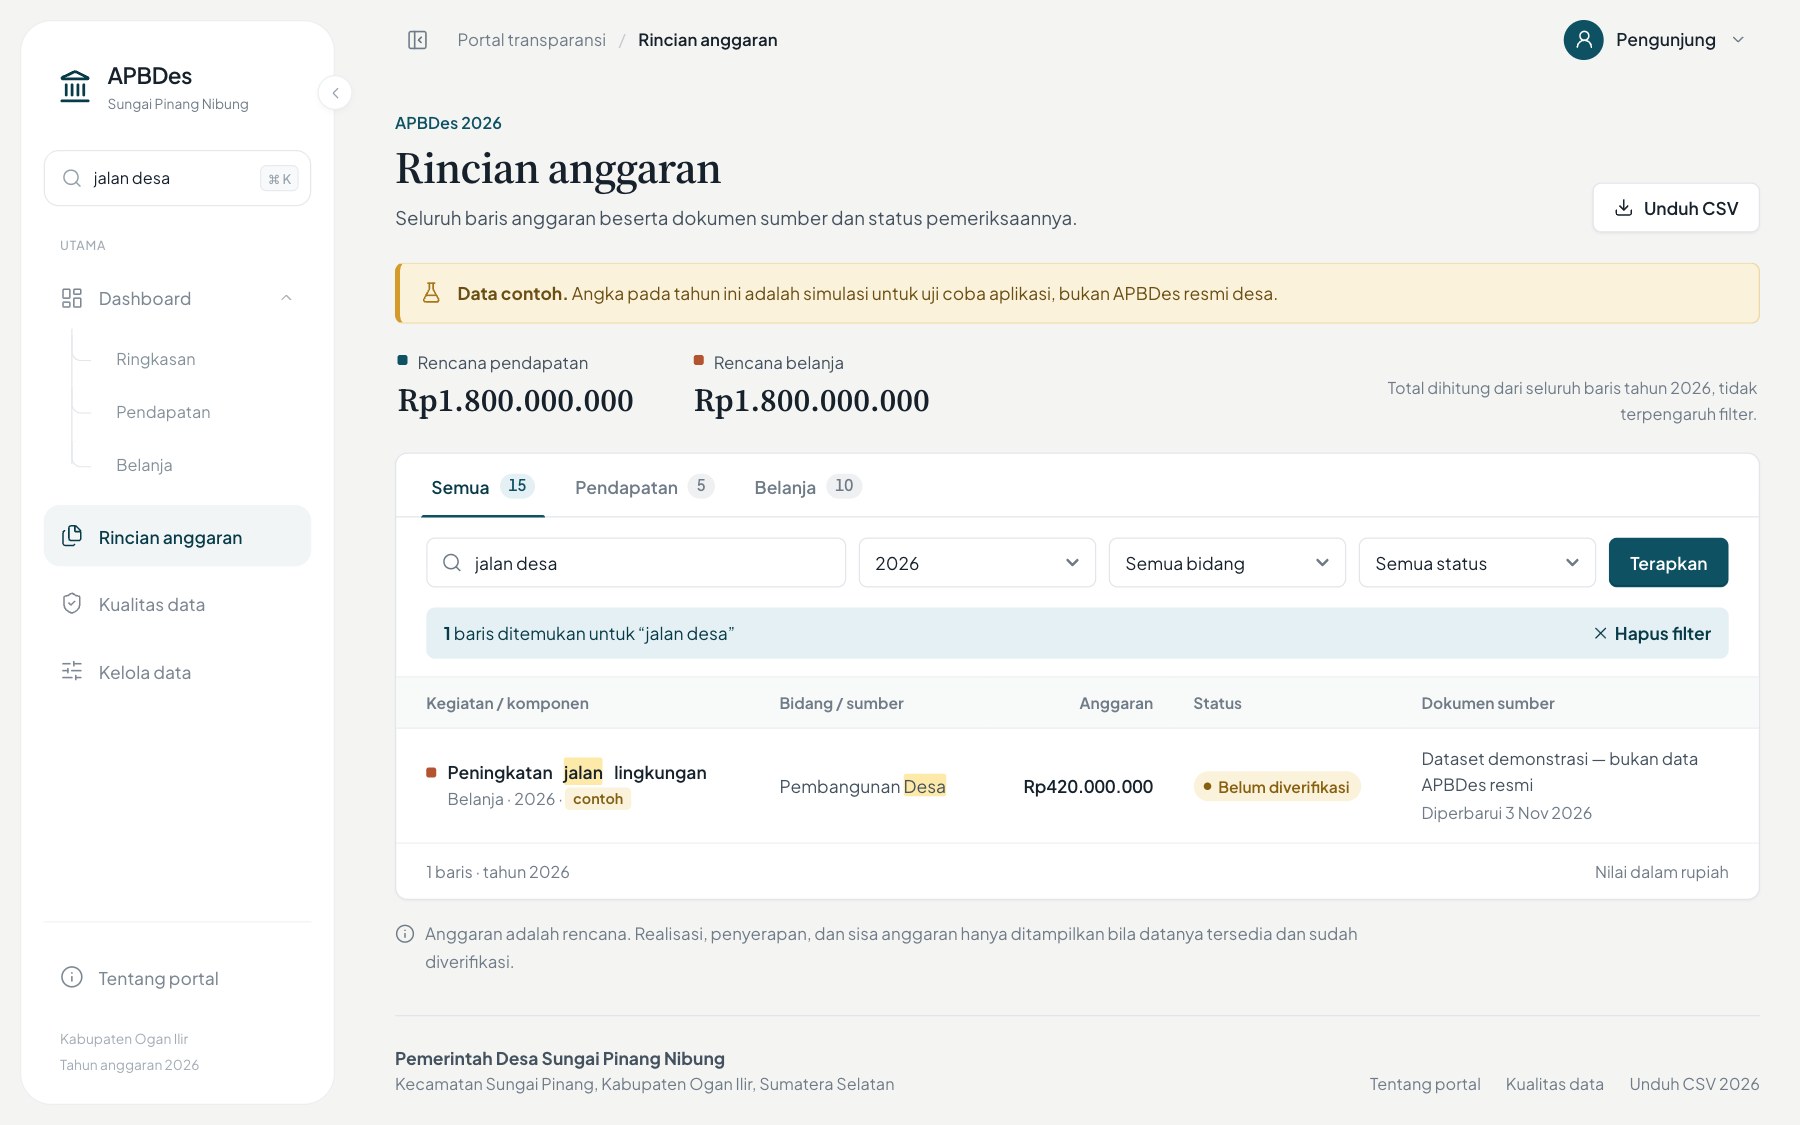 APBDes
Sungai Pinang Nibung
jalan desa
⌘ K
UTAMA
Dashboard
Ringkasan
Pendapatan
Belanja
Rincian anggaran
Kualitas data
Kelola data
Tentang portal
Kabupaten Ogan Ilir
Tahun anggaran 2026
Portal transparansi / Rincian anggaran
Pengunjung
APBDes 2026
Rincian anggaran
Seluruh baris anggaran beserta dokumen sumber dan status pemeriksaannya.
Unduh CSV
Data contoh. Angka pada tahun ini adalah simulasi untuk uji coba aplikasi, bukan APBDes resmi desa.
Rencana pendapatan
Rp1.800.000.000
Rencana belanja
Rp1.800.000.000
Total dihitung dari seluruh baris tahun 2026, tidak
terpengaruh filter.
Semua 15 Pendapatan 5 Belanja 10
jalan desa 2026 Semua bidang Semua status Terapkan
1 baris ditemukan untuk “jalan desa” Hapus filter
Kegiatan / komponen Bidang / sumber Anggaran Status Dokumen sumber
Peningkatan jalan lingkungan
Belanja · 2026 · contoh
Pembangunan Desa
Rp420.000.000
Belum diverifikasi
Dataset demonstrasi — bukan data
APBDes resmi
Diperbarui 3 Nov 2026
1 baris · tahun 2026 Nilai dalam rupiah
Anggaran adalah rencana. Realisasi, penyerapan, dan sisa anggaran hanya ditampilkan bila datanya tersedia dan sudah
diverifikasi.
Pemerintah Desa Sungai Pinang Nibung
Kecamatan Sungai Pinang, Kabupaten Ogan Ilir, Sumatera Selatan
Tentang portal Kualitas data Unduh CSV 2026